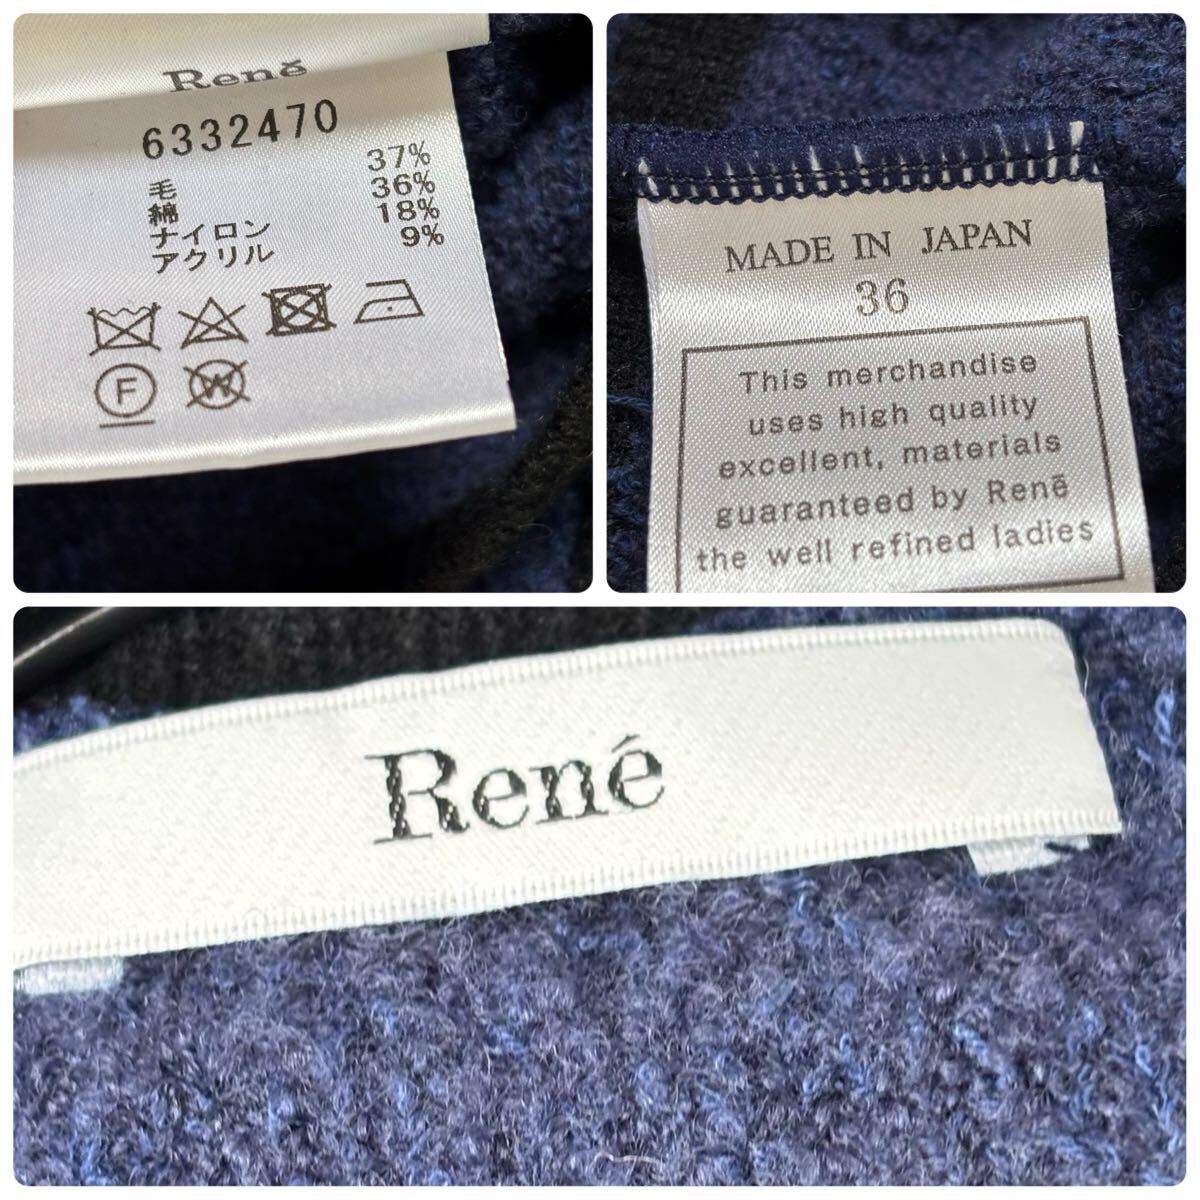 René
6332470
毛 37%
綿 36%
ナイロン 18%
アクリル 9%
F
W
MADE IN JAPAN
36
This merchandise
uses high quality
excellent, materials
guaranteed by Renē
the well refined ladies
René